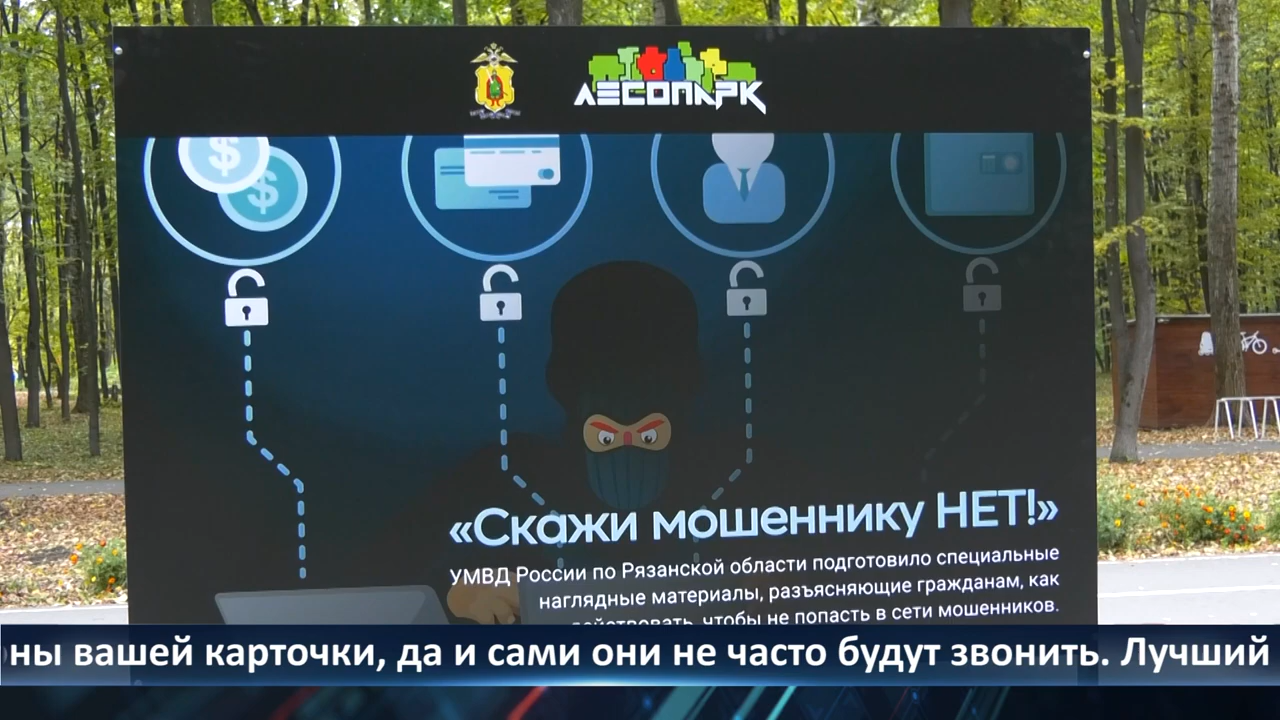 ЛЕСОПАРК
«Скажи мошеннику НЕТ!»
УМВД России по Рязанской области подготовило специальные
наглядные материалы, разъясняющие гражданам, как
действовать, чтобы не попасть в сети мошенников.
ны вашей карточки, да и сами они не часто будут звонить. Лучший